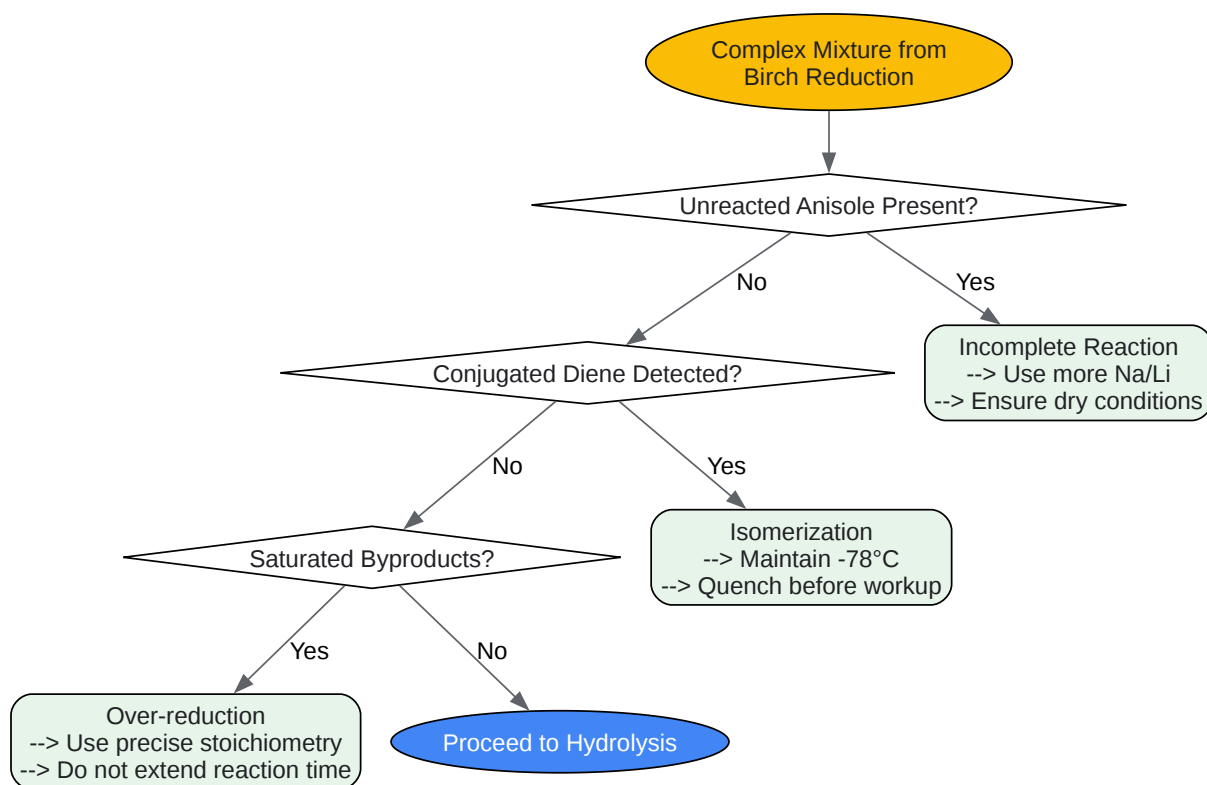 Complex Mixture from
Birch Reduction
Unreacted Anisole Present?
No
Yes
Incomplete Reaction
--> Use more Na/Li
--> Ensure dry conditions
Conjugated Diene Detected?
No
Yes
Isomerization
--> Maintain -78°C
--> Quench before workup
Saturated Byproducts?
Yes
No
Over-reduction
--> Use precise stoichiometry
--> Do not extend reaction time
Proceed to Hydrolysis